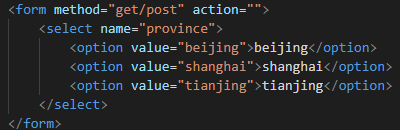 <form method="get/post" action="">
<select name="province">
<option value="beijing">beijing</option>
<option value="shanghai">shanghai</option>
<option value="tianjing">tianjing</option>
</select>
</form>